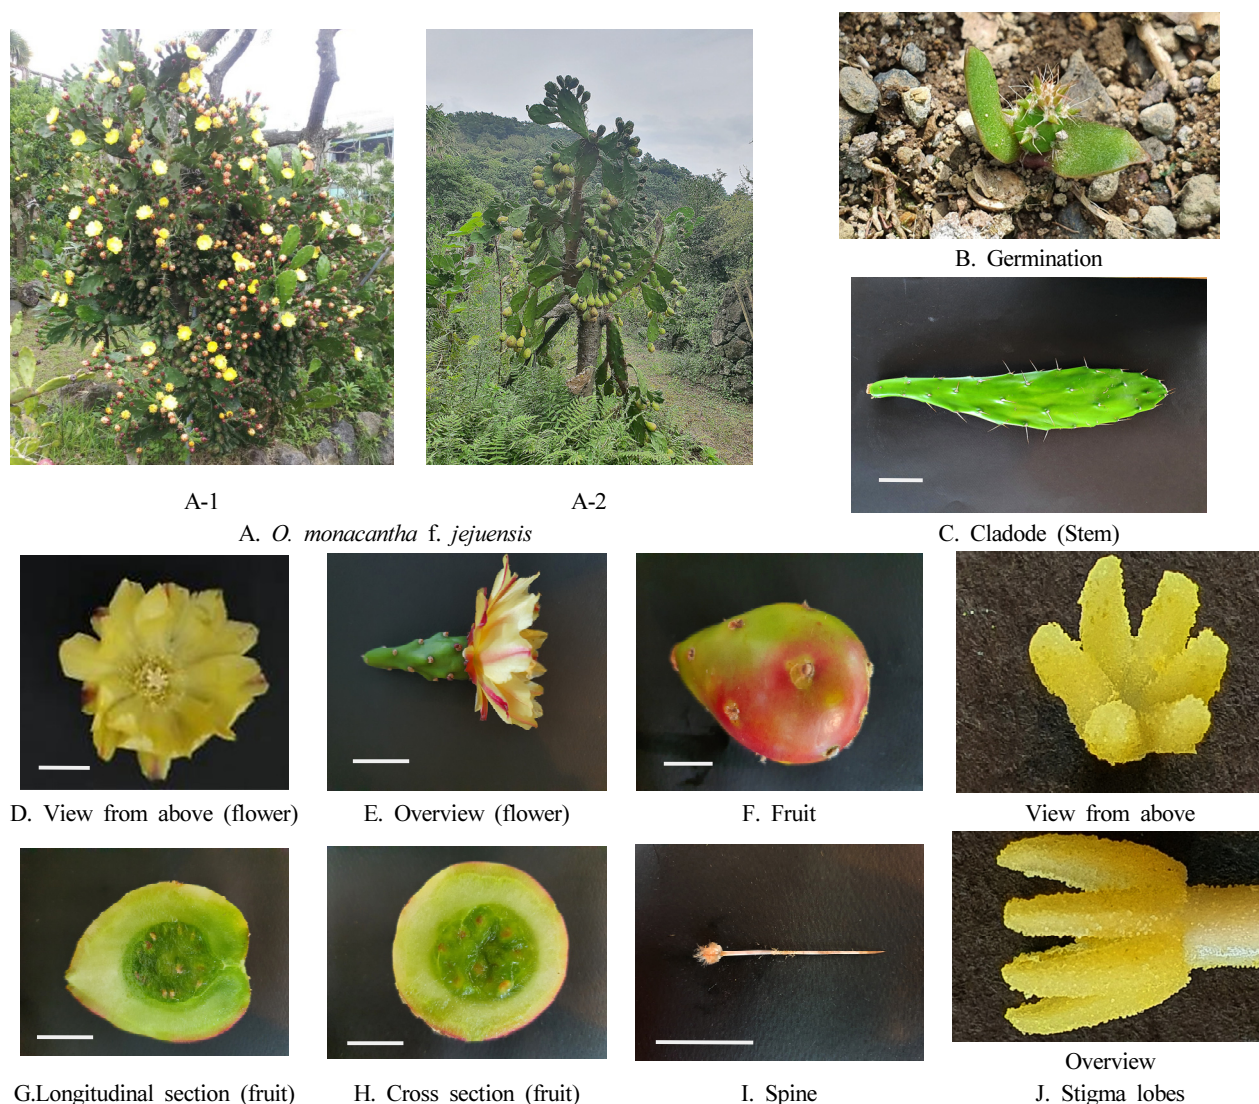 B. Germination
A-1
A-2
A. O. monacantha f. jejuensis
C. Cladode (Stem)
D. View from above (flower)
E. Overview (flower)
F. Fruit
View from above
Overview
G.Longitudinal section (fruit)
H. Cross section (fruit)
I. Spine
J. Stigma lobes